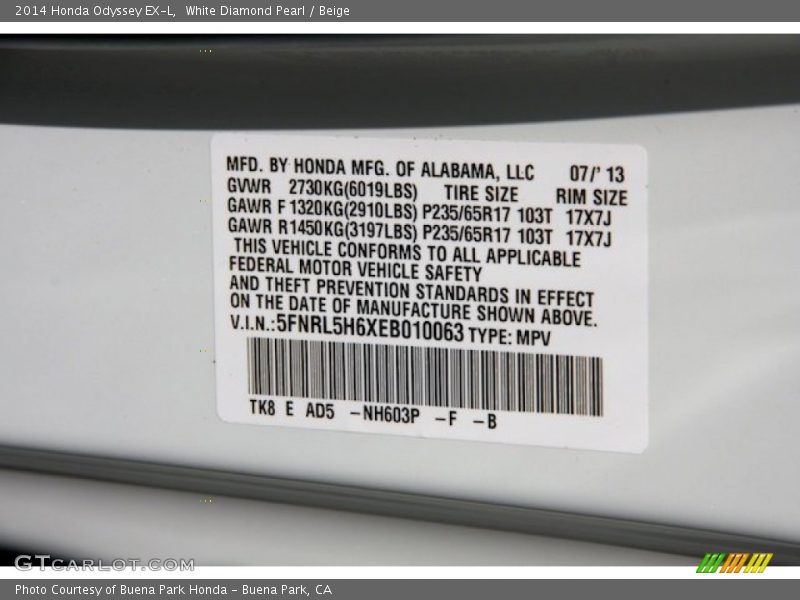 2014 Honda Odyssey EX-L, White Diamond Pearl / Beige
MFD. BY HONDA MFG. OF ALABAMA, LLC 07/' 13
GVWR 2730KG(6019LBS) TIRE SIZE RIM SIZE
GAWR F 1320KG(2910LBS) P235/65R17 103T 17X7J
GAWR R1450KG(3197LBS) P235/65R17 103T 17X7J
THIS VEHICLE CONFORMS TO ALL APPLICABLE
FEDERAL MOTOR VEHICLE SAFETY
AND THEFT PREVENTION STANDARDS IN EFFECT
ON THE DATE OF MANUFACTURE SHOWN ABOVE.
V.I.N.:5FNRL5H6XEB010063 TYPE: MPV
TK8 E AD5 -NH603P -F -B
GTCARLOT.COM
Photo Courtesy of Buena Park Honda - Buena Park, CA